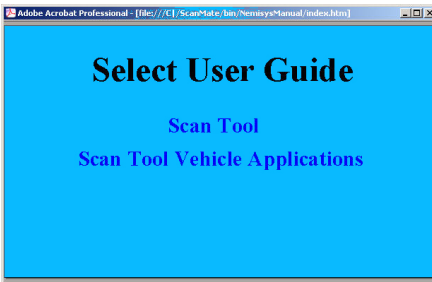 Adobe Acrobat Professional - [file:///C|/ScanMate/bin/NemisysManual/index.htm]
Select User Guide
Scan Tool
Scan Tool Vehicle Applications